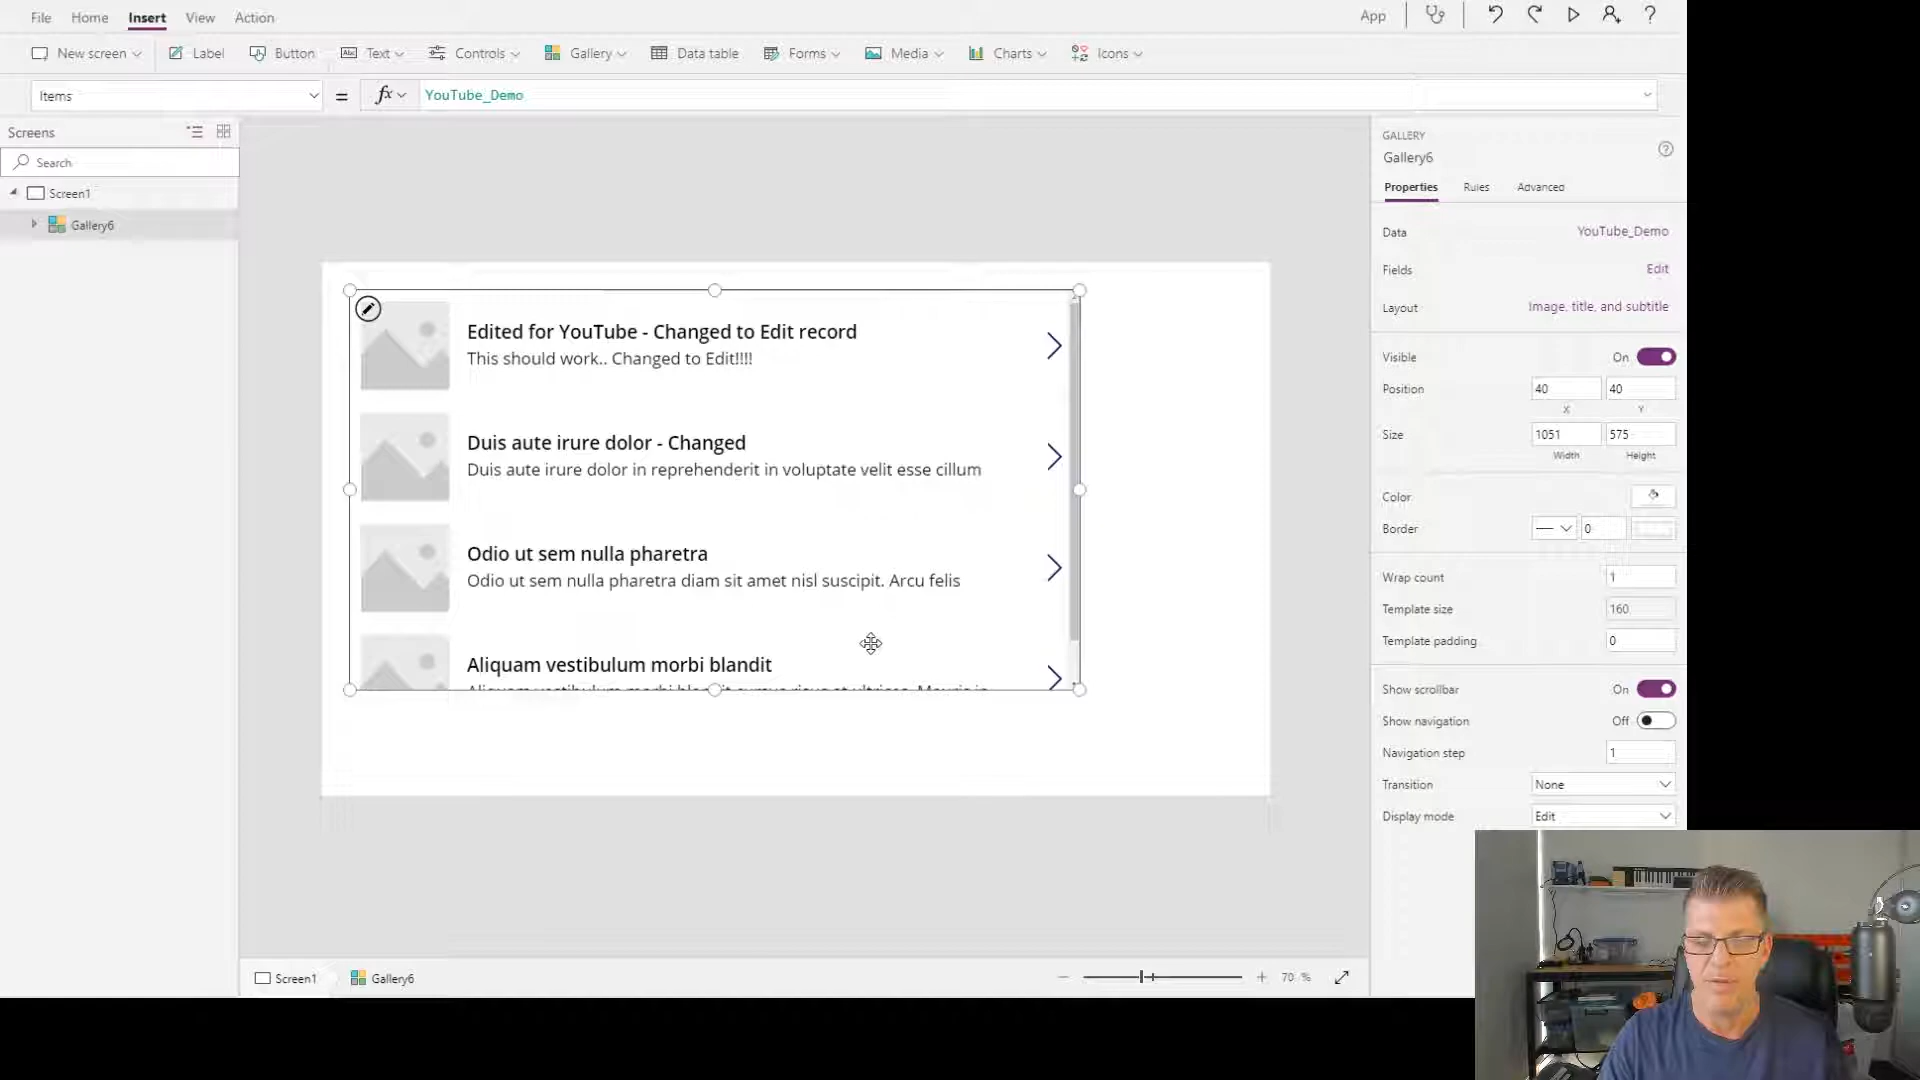 File Home Insert View Action App ?
New screen Label Button Abc Text Controls Gallery Data table Forms Media Charts Icons
Items = fx YouTube_Demo
Screens
Search
Screen1
Gallery6
Edited for YouTube - Changed to Edit record
This should work.. Changed to Edit!!!!
Duis aute irure dolor - Changed
Duis aute irure dolor in reprehenderit in voluptate velit esse cillum
Odio ut sem nulla pharetra
Odio ut sem nulla pharetra diam sit amet nisl suscipit. Arcu felis
Aliquam vestibulum morbi blandit
GALLERY
Gallery6
Properties Rules Advanced
Data YouTube_Demo
Fields Edit
Layout Image, title, and subtitle
Visible On
Position 40 40
X Y
Size 1051 575
Width Height
Color
Border 0
Wrap count 1
Template size 160
Template padding 0
Show scrollbar On
Show navigation Off
Navigation step 1
Transition None
Display mode Edit
Screen1 Gallery6 70 %